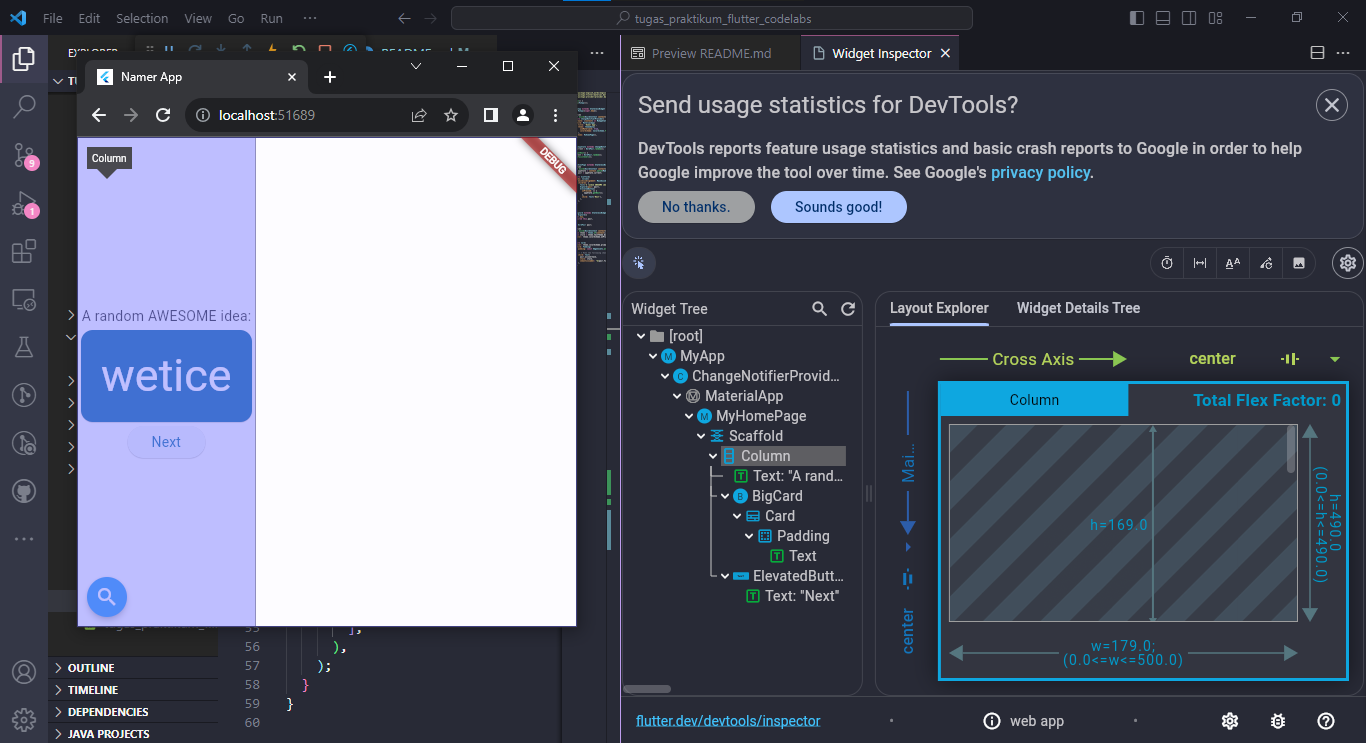 File Edit Selection View Go Run ···
tugas_praktikum_flutter_codelabs
EXPLORER
README
Preview README.md
Widget Inspector
Namer App
localhost:51689
Column
DEBUG
A random AWESOME idea:
wetice
Next
9
1
OUTLINE
TIMELINE
DEPENDENCIES
JAVA PROJECTS
56 ),
57 );
58 }
59 }
60
Send usage statistics for DevTools?
DevTools reports feature usage statistics and basic crash reports to Google in order to help
Google improve the tool over time. See Google's privacy policy.
No thanks.
Sounds good!
Widget Tree
[root]
MyApp
ChangeNotifierProvid...
MaterialApp
MyHomePage
Scaffold
Column
Text: "A rand...
BigCard
Card
Padding
Text
ElevatedButt...
Text: "Next"
Layout Explorer
Widget Details Tree
Cross Axis
center
Column
Total Flex Factor: 0
Mai...
center
h=169.0
h=490.0
(0.0<=h<=490.0)
w=179.0;
(0.0<=w<=500.0)
flutter.dev/devtools/inspector
web app